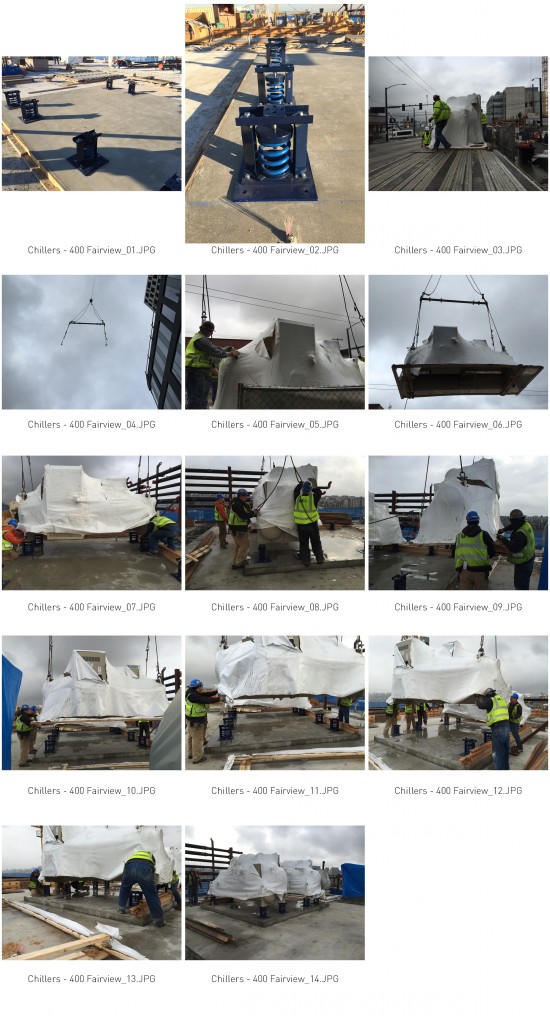 Chillers - 400 Fairview_01.JPG
Chillers - 400 Fairview_02.JPG
Chillers - 400 Fairview_03.JPG
Chillers - 400 Fairview_04.JPG
Chillers - 400 Fairview_05.JPG
Chillers - 400 Fairview_06.JPG
Chillers - 400 Fairview_07.JPG
Chillers - 400 Fairview_08.JPG
Chillers - 400 Fairview_09.JPG
Chillers - 400 Fairview_10.JPG
Chillers - 400 Fairview_11.JPG
Chillers - 400 Fairview_12.JPG
Chillers - 400 Fairview_13.JPG
Chillers - 400 Fairview_14.JPG